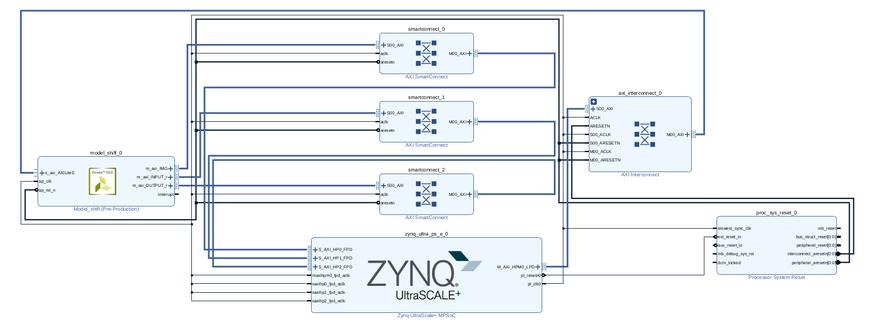 smartconnect_0
S00_AXI
aclk
aresetn
M00_AXI
AXI SmartConnect
smartconnect_1
S00_AXI
aclk
aresetn
M00_AXI
AXI SmartConnect
axi_interconnect_0
S00_AXI
ACLK
ARESETN
S00_ACLK
S00_ARESETN
M00_ACLK
M00_ARESETN
M00_AXI
AXI Interconnect
model_shift_0
s_axi_AXILiteS
ap_clk
ap_rst_n
m_axi_IMG
m_axi_INPUT_r
m_axi_OUTPUT_r
interrupt
Model_shift (Pre-Production)
smartconnect_2
S00_AXI
aclk
aresetn
M00_AXI
AXI SmartConnect
zynq_ultra_ps_e_0
S_AXI_HP0_FPD
S_AXI_HP1_FPD
S_AXI_HP2_FPD
maxihpm0_lpd_aclk
saxihp0_fpd_aclk
saxihp1_fpd_aclk
saxihp2_fpd_aclk
ZYNQ
UltraSCALE+
M_AXI_HPM0_LPD
pl_resetn0
pl_clk0
Zynq UltraScale+ MPSoC
proc_sys_reset_0
slowest_sync_clk
ext_reset_in
aux_reset_in
mb_debug_sys_rst
dcm_locked
mb_reset
bus_struct_reset[0:0]
peripheral_reset[0:0]
interconnect_aresetn[0:0]
peripheral_aresetn[0:0]
Processor System Reset